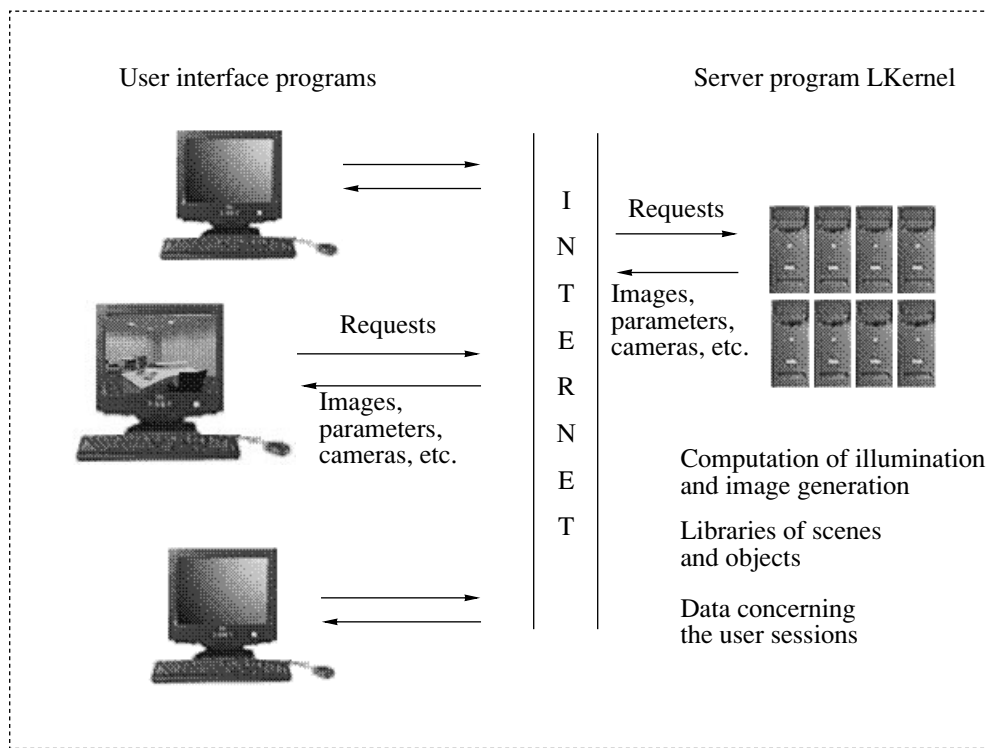 User interface programs
Server program LKernel
I
N
T
E
R
N
E
T
Requests
Images,
parameters,
cameras, etc.
Requests
Images,
parameters,
cameras, etc.
Computation of illumination
and image generation
Libraries of scenes
and objects
Data concerning
the user sessions